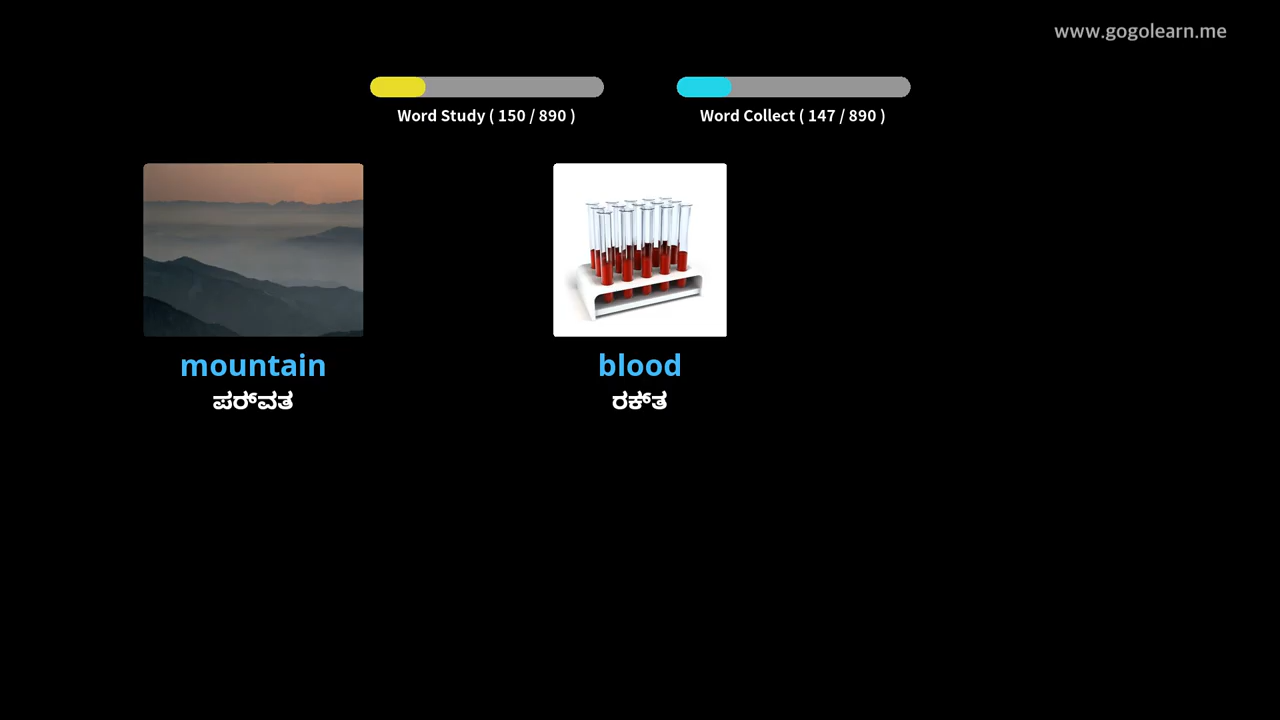 www.gogolearn.me
Word Study ( 150 / 890 )
Word Collect ( 147 / 890 )
mountain
ಪರ್‍ವತ
blood
ರಕ್‍ತ